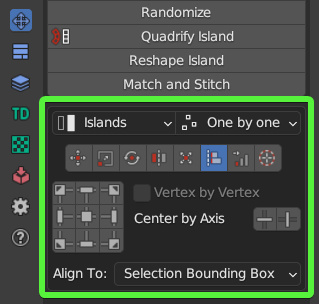 Randomize
Quadrify Island
Reshape Island
Match and Stitch
TD
Islands One by one
Vertex by Vertex
Center by Axis
Align To: Selection Bounding Box